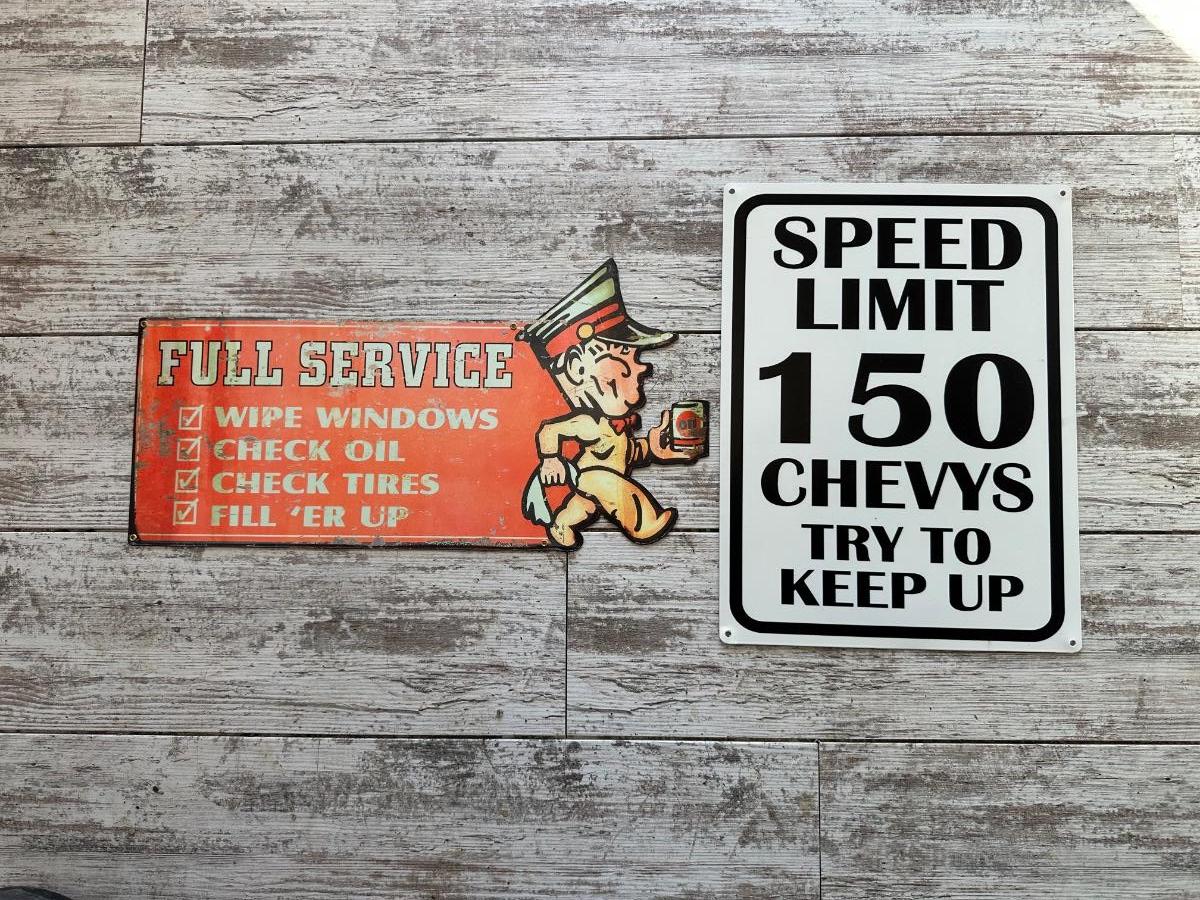 FULL SERVICE
WIPE WINDOWS
CHECK OIL
CHECK TIRES
FILL 'ER UP
OIL
SPEED
LIMIT
150
CHEVYS
TRY TO
KEEP UP